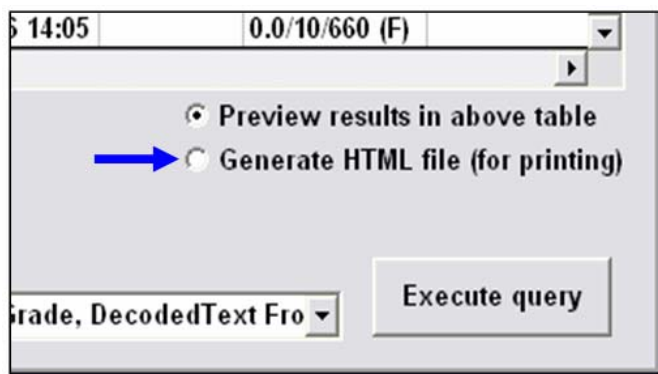 14:05 0.0/10/660 (F)
Preview results in above table
Generate HTML file (for printing)
Execute query
Grade, DecodedText Fro